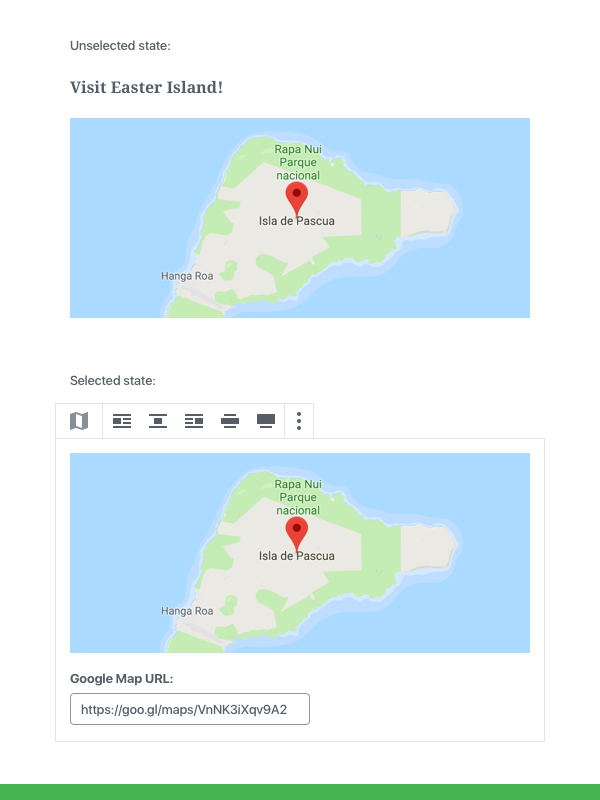 Unselected state:
Visit Easter Island!
Rapa Nui
Parque
nacional
Isla de Pascua
Hanga Roa
Selected state:
Rapa Nui
Parque
nacional
Isla de Pascua
Hanga Roa
Google Map URL:
https://goo.gl/maps/VnNK3iXqv9A2